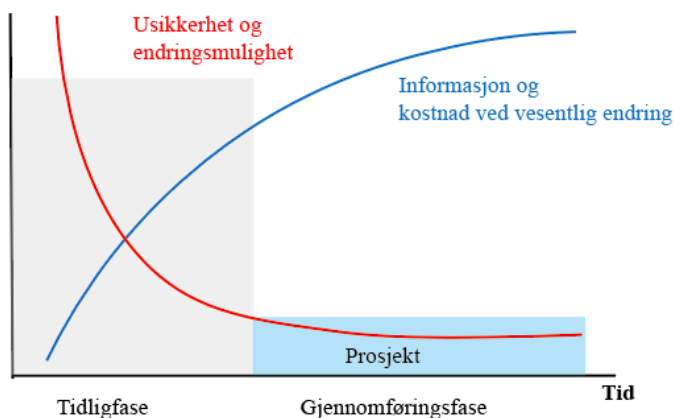 Usikkerhet og
endringsmulighet
Informasjon og
kostnad ved vesentlig endring
Prosjekt
Tid
Tidligfase
Gjennomføringsfase